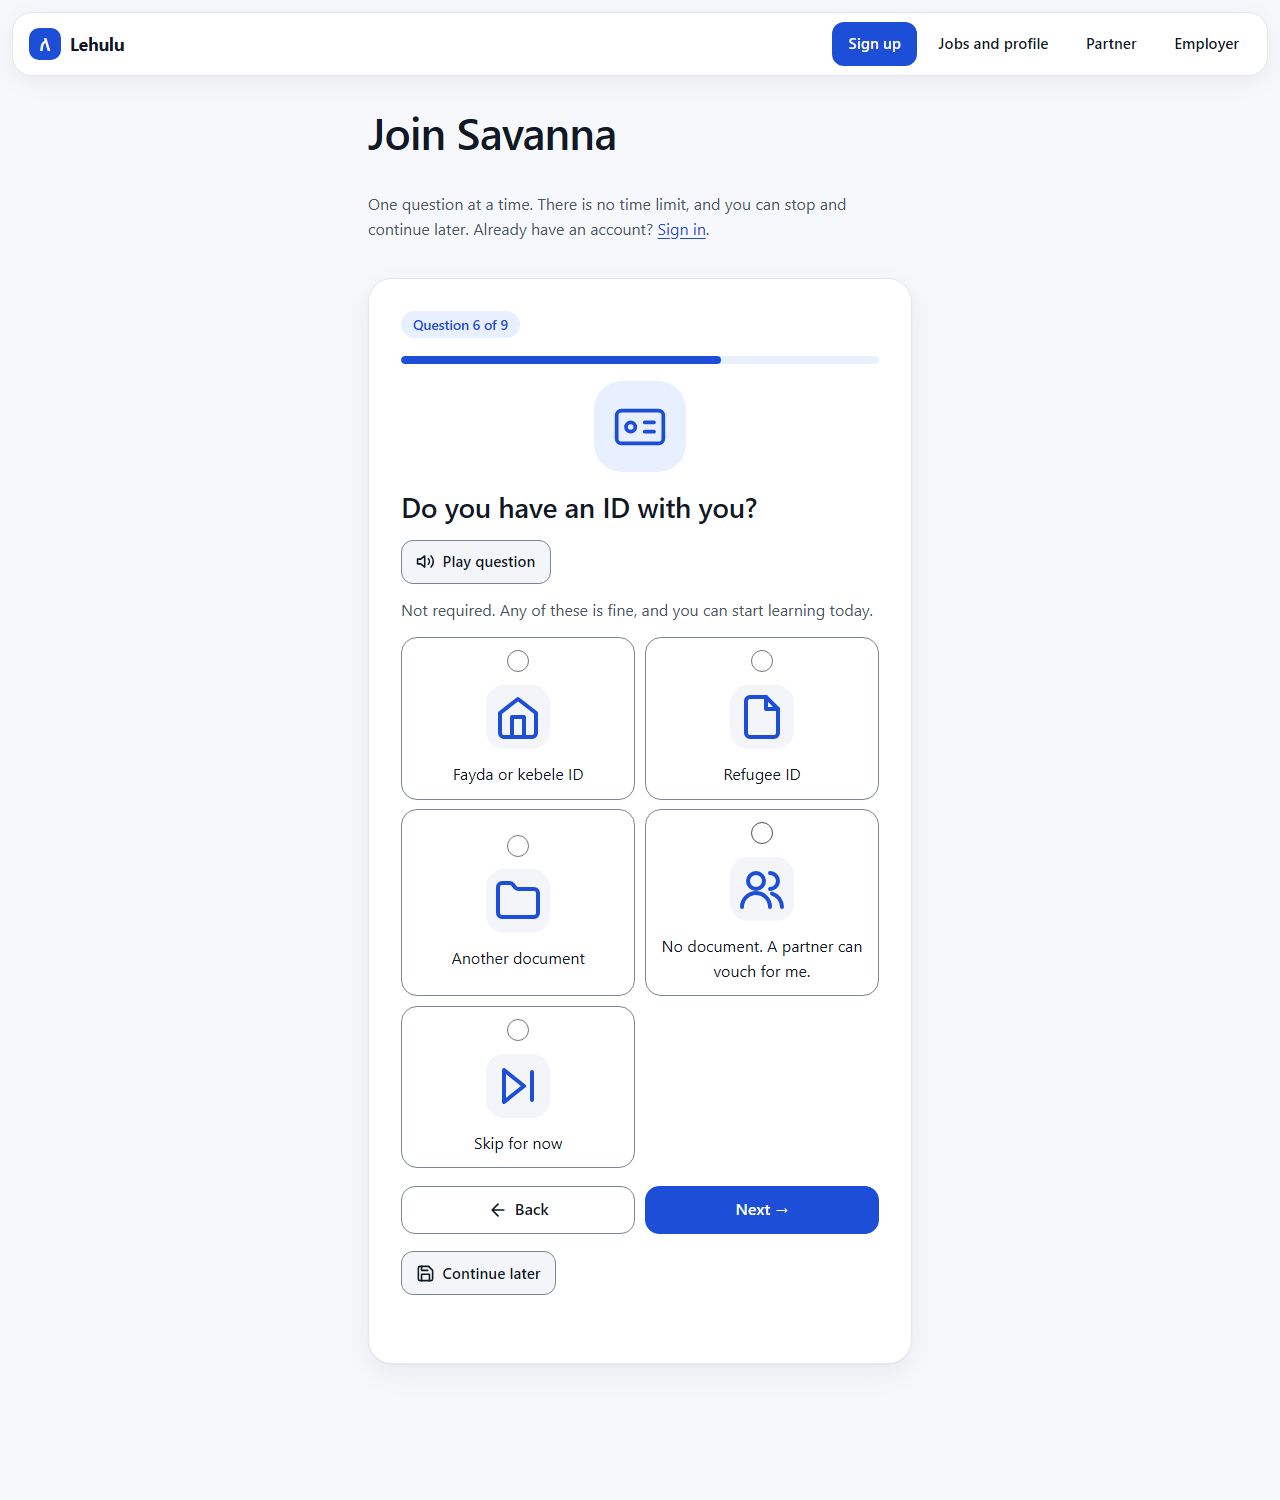 Lehulu
Sign up
Jobs and profile
Partner
Employer
Join Savanna
One question at a time. There is no time limit, and you can stop and
continue later. Already have an account? Sign in.
Question 6 of 9
Do you have an ID with you?
Play question
Not required. Any of these is fine, and you can start learning today.
Fayda or kebele ID
Refugee ID
Another document
No document. A partner can
vouch for me.
Skip for now
← Back
Next →
Continue later